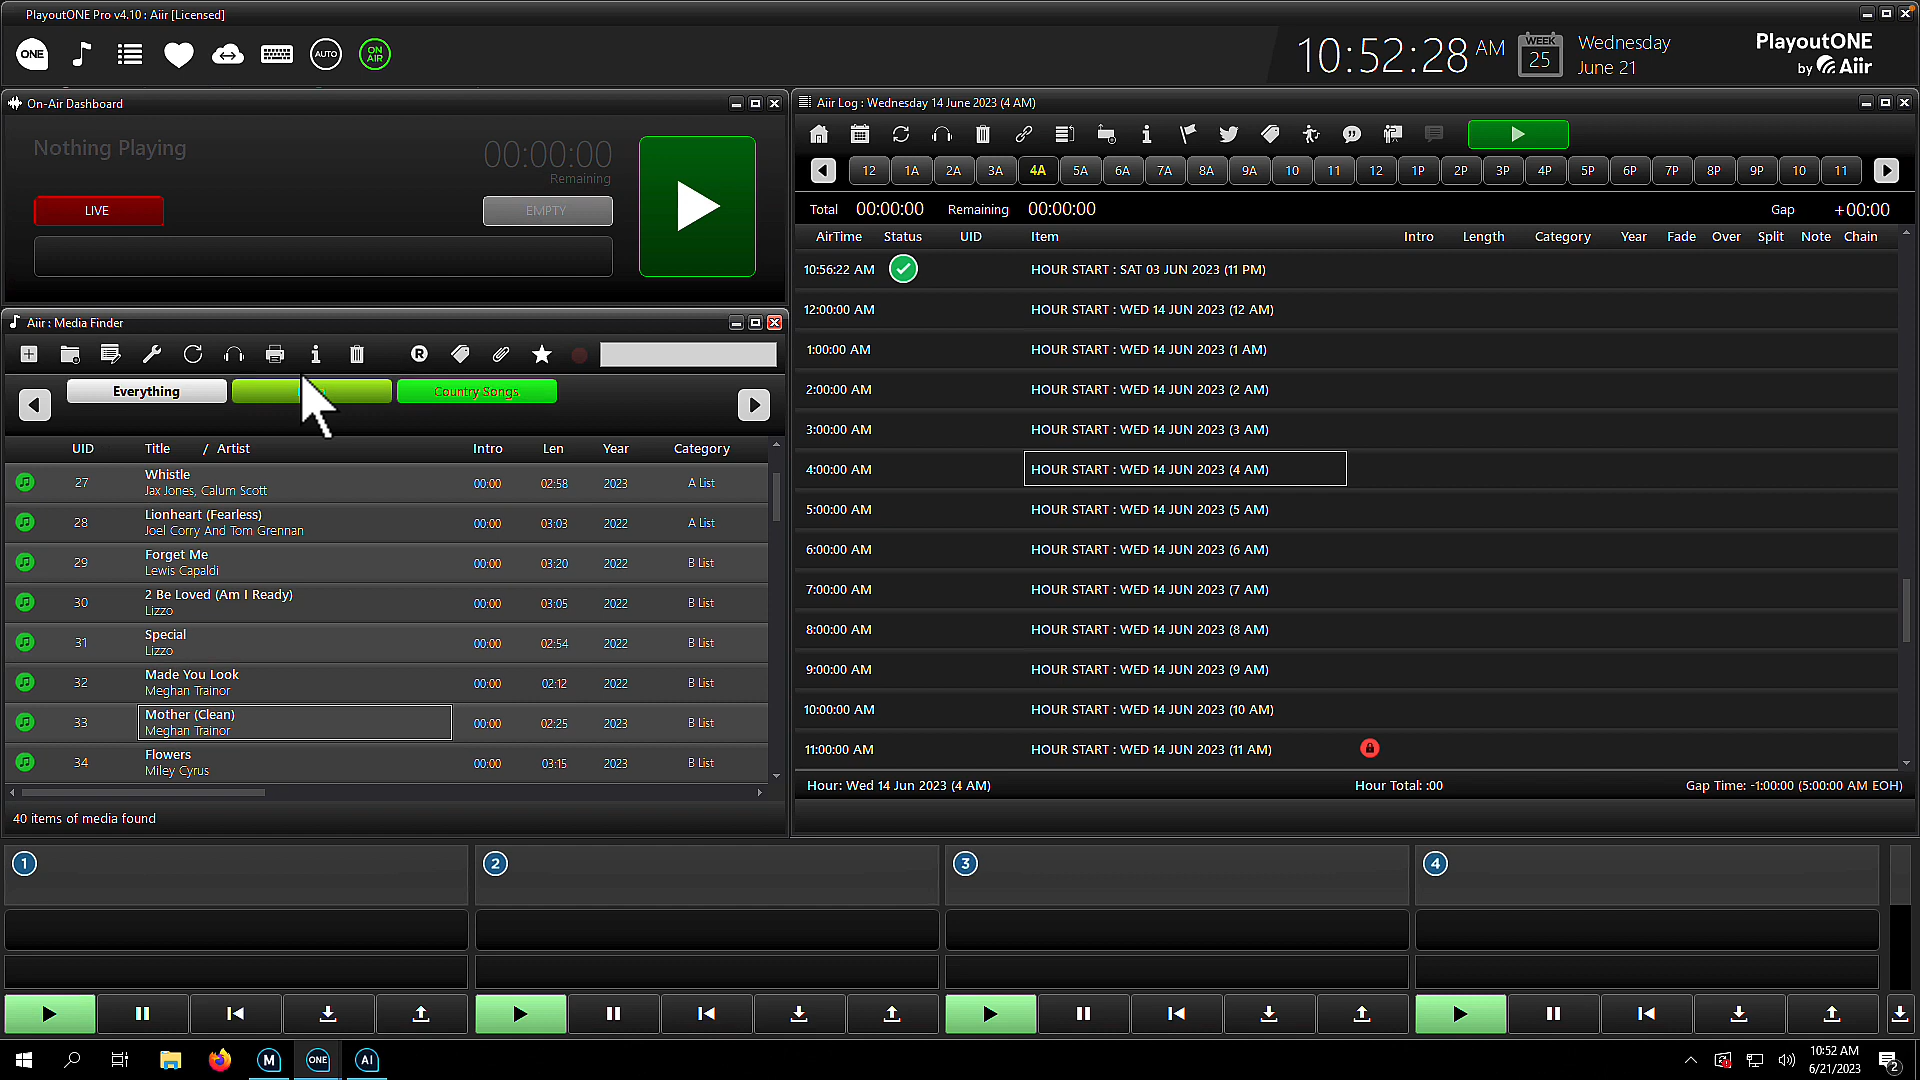 PlayoutONE Pro v4.10 : Aiir [Licensed]
ONE
AUTO
ON AIR
10:52:28 AM
WEEK 25
Wednesday
June 21
PlayoutONE
by Aiir
On-Air Dashboard
Nothing Playing
00:00:00
Remaining
LIVE
EMPTY
Aiir : Media Finder
R
Everything
Country Songs
UID Title / Artist Intro Len Year Category
27 Whistle 00:00 02:58 2023 A List
Jax Jones, Calum Scott
28 Lionheart (Fearless) 00:00 03:03 2022 A List
Joel Corry And Tom Grennan
29 Forget Me 00:00 03:20 2022 B List
Lewis Capaldi
30 2 Be Loved (Am I Ready) 00:00 03:05 2022 B List
Lizzo
31 Special 00:00 02:54 2022 B List
Lizzo
32 Made You Look 00:00 02:12 2022 B List
Meghan Trainor
33 Mother (Clean) 00:00 02:25 2023 B List
Meghan Trainor
34 Flowers 00:00 03:15 2023 B List
Miley Cyrus
40 items of media found
Aiir Log : Wednesday 14 June 2023 (4 AM)
12 1A 2A 3A 4A 5A 6A 7A 8A 9A 10 11 12 1P 2P 3P 4P 5P 6P 7P 8P 9P 10 11
Total 00:00:00 Remaining 00:00:00 Gap +00:00
AirTime Status UID Item Intro Length Category Year Fade Over Split Note Chain
10:56:22 AM HOUR START : SAT 03 JUN 2023 (11 PM)
12:00:00 AM HOUR START : WED 14 JUN 2023 (12 AM)
1:00:00 AM HOUR START : WED 14 JUN 2023 (1 AM)
2:00:00 AM HOUR START : WED 14 JUN 2023 (2 AM)
3:00:00 AM HOUR START : WED 14 JUN 2023 (3 AM)
4:00:00 AM HOUR START : WED 14 JUN 2023 (4 AM)
5:00:00 AM HOUR START : WED 14 JUN 2023 (5 AM)
6:00:00 AM HOUR START : WED 14 JUN 2023 (6 AM)
7:00:00 AM HOUR START : WED 14 JUN 2023 (7 AM)
8:00:00 AM HOUR START : WED 14 JUN 2023 (8 AM)
9:00:00 AM HOUR START : WED 14 JUN 2023 (9 AM)
10:00:00 AM HOUR START : WED 14 JUN 2023 (10 AM)
11:00:00 AM HOUR START : WED 14 JUN 2023 (11 AM)
Hour: Wed 14 Jun 2023 (4 AM) Hour Total: :00 Gap Time: -1:00:00 (5:00:00 AM EOH)
1 2 3 4
M ONE AI
10:52 AM
6/21/2023
2